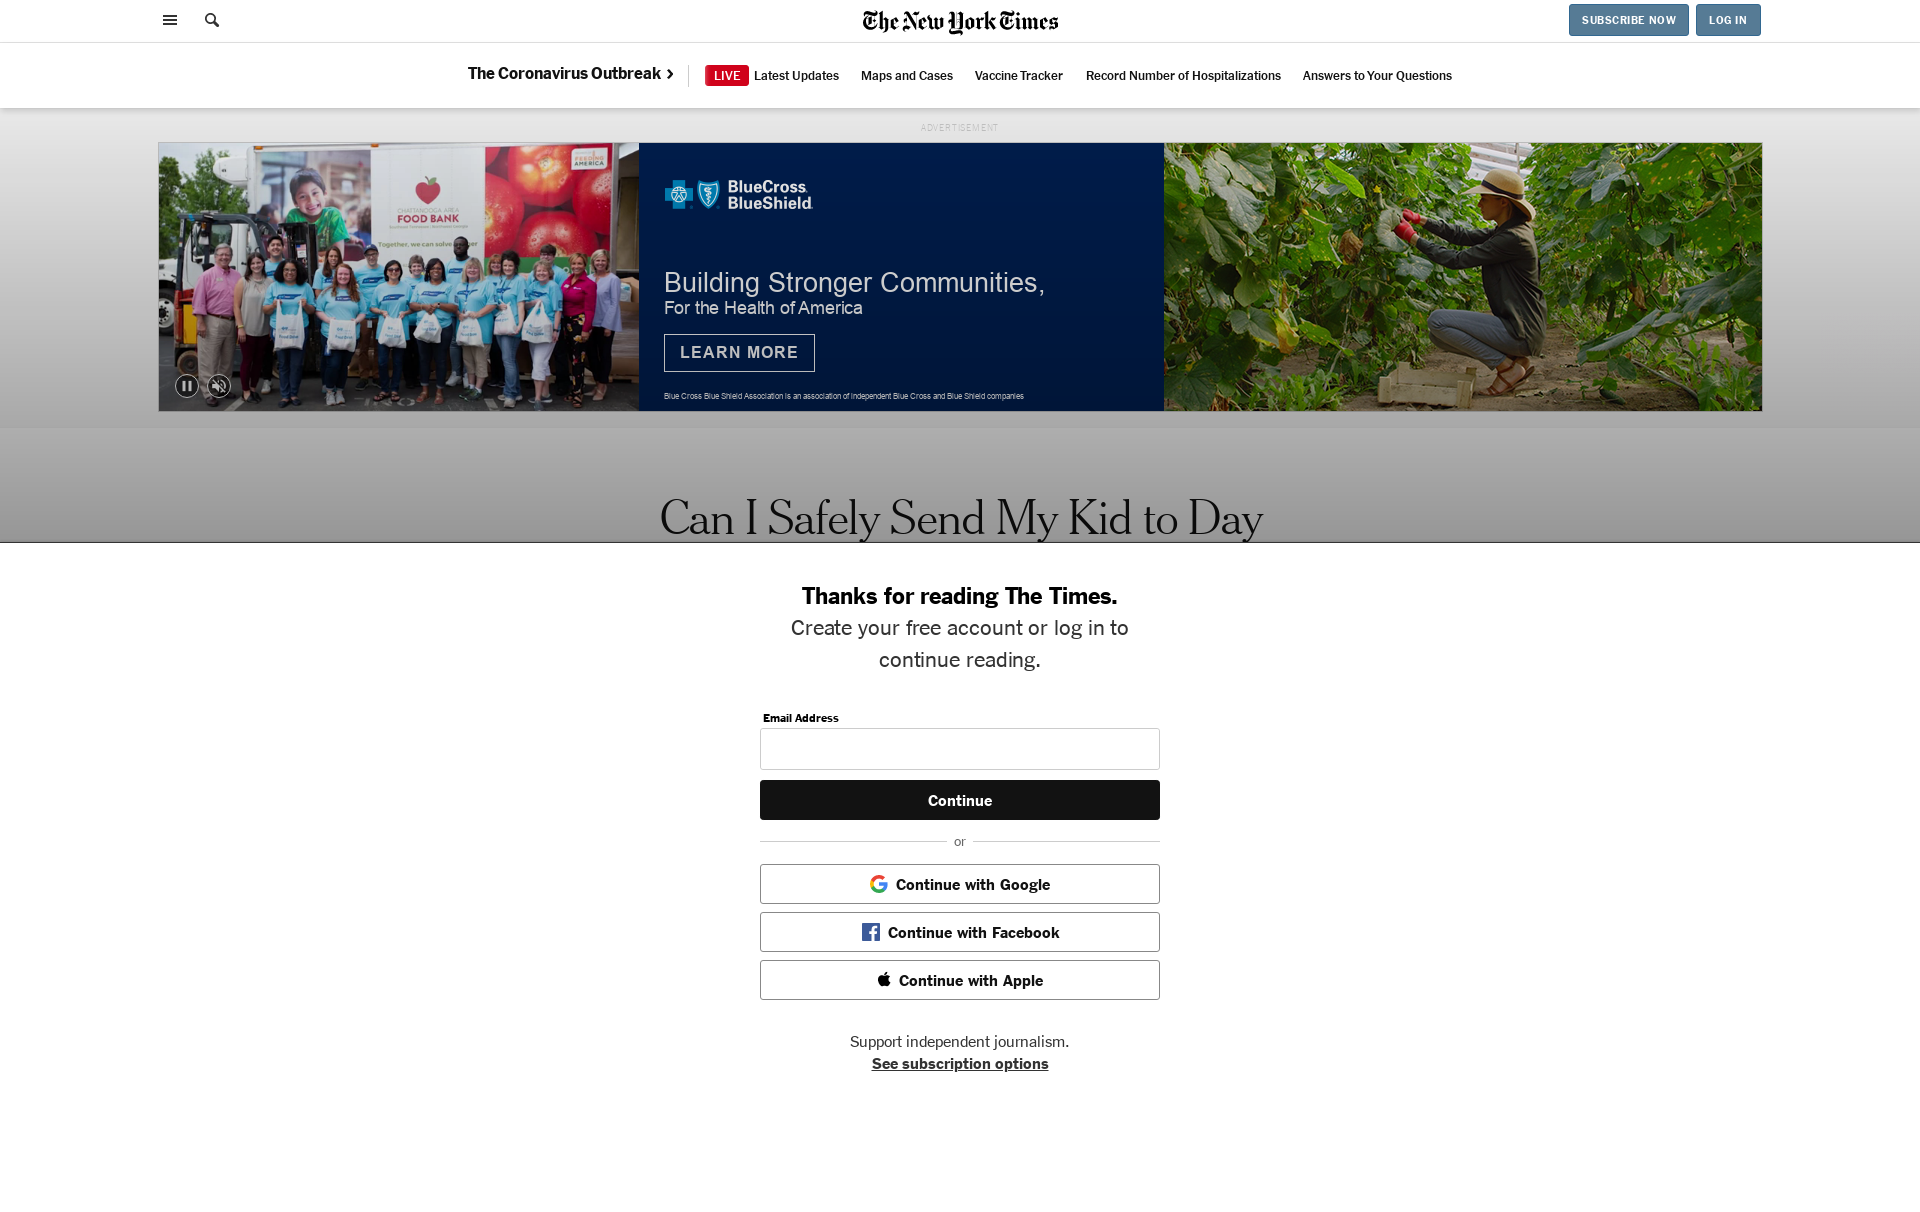 The New York Times
SUBSCRIBE NOW
LOG IN
The Coronavirus Outbreak
LIVE Latest Updates
Maps and Cases
Vaccine Tracker
Record Number of Hospitalizations
Answers to Your Questions
ADVERTISEMENT
FEEDING AMERICA
CHATTANOOGA AREA
FOOD BANK
Together, we can solve hunger
BlueCross
BlueShield
Building Stronger Communities,
For the Health of America
LEARN MORE
Blue Cross Blue Shield Association is an association of independent Blue Cross and Blue Shield companies
Can I Safely Send My Kid to Day
Thanks for reading The Times.
Create your free account or log in to
continue reading.
Email Address
Continue
or
Continue with Google
Continue with Facebook
Continue with Apple
Support independent journalism.
See subscription options